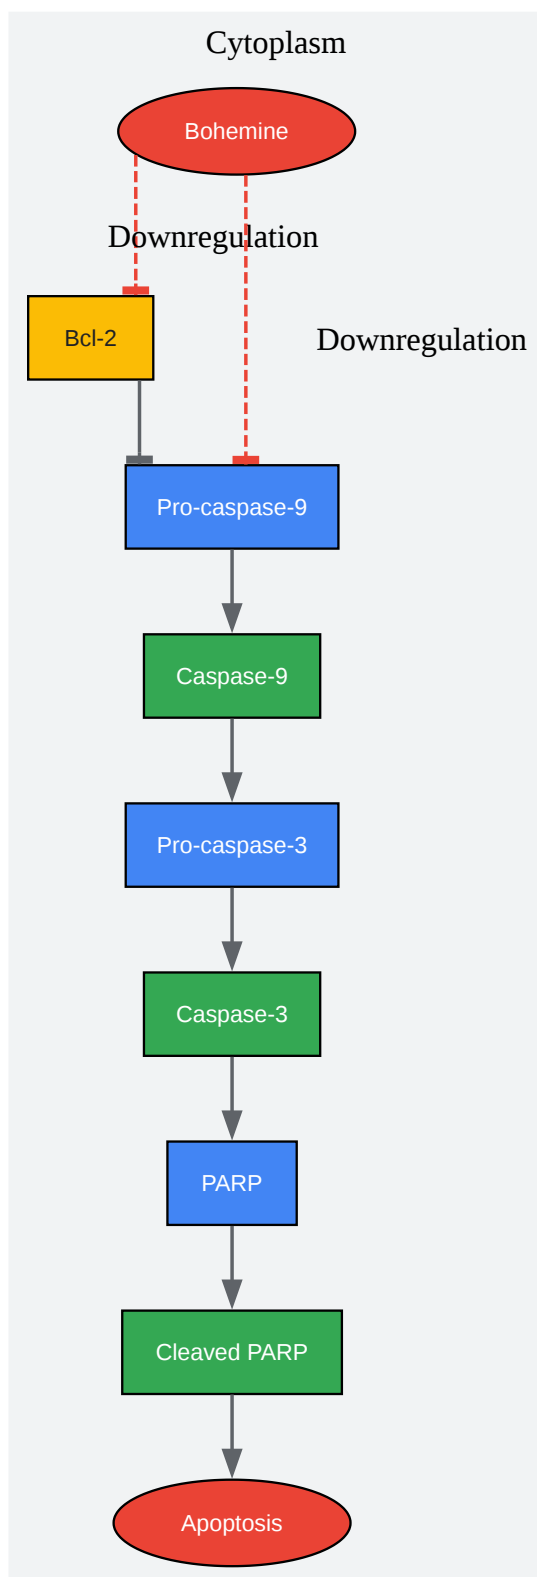 Cytoplasm
Bohemine
Downregulation
Bcl-2
Downregulation
Pro-caspase-9
Caspase-9
Pro-caspase-3
Caspase-3
PARP
Cleaved PARP
Apoptosis